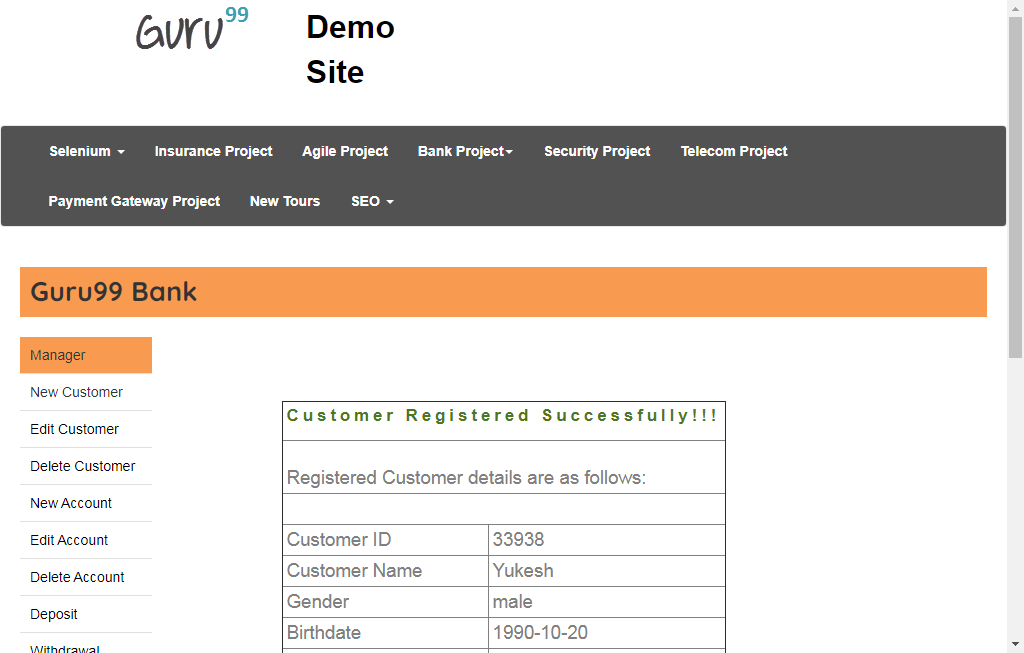 Guru99
Demo
Site
Selenium
Insurance Project
Agile Project
Bank Project
Security Project
Telecom Project
Payment Gateway Project
New Tours
SEO
Guru99 Bank
Manager
New Customer
Edit Customer
Delete Customer
New Account
Edit Account
Delete Account
Deposit
Withdrawal
Customer Registered Successfully!!!
Registered Customer details are as follows:
Customer ID 33938
Customer Name Yukesh
Gender male
Birthdate 1990-10-20